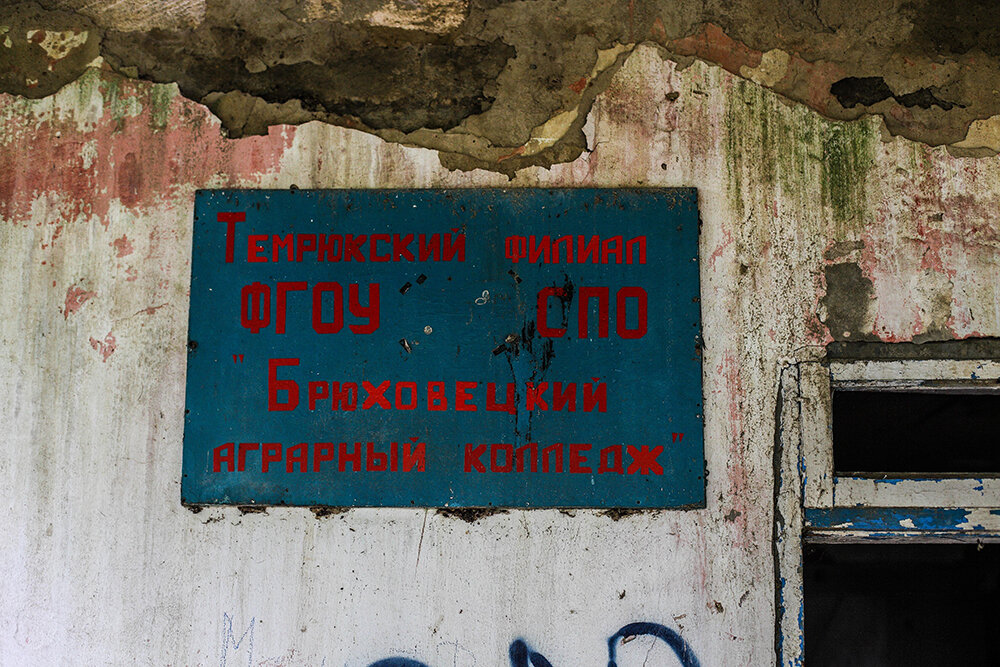 Темрюкский филиал
ФГОУ СПО
"Брюховецкий
аграрный колледж"